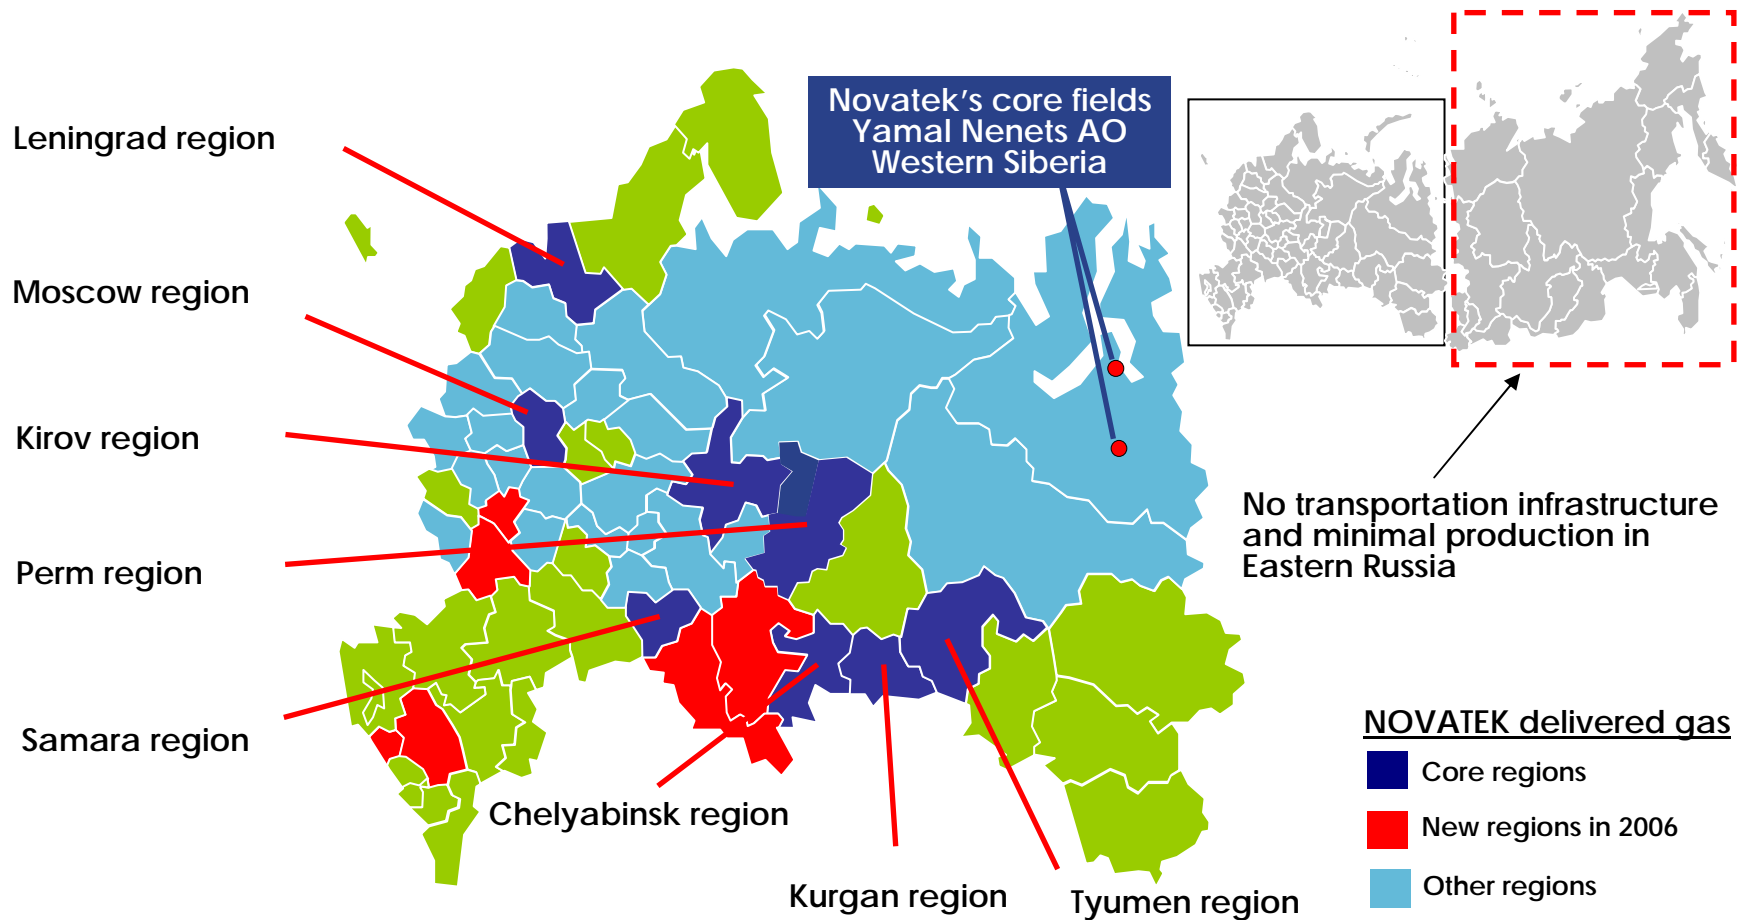 Novatek's core fields
Yamal Nenets AO
Western Siberia
Leningrad region
Moscow region
Kirov region
Perm region
Samara region
Chelyabinsk region
Kurgan region
Tyumen region
No transportation infrastructure
and minimal production in
Eastern Russia
NOVATEK delivered gas
Core regions
New regions in 2006
Other regions